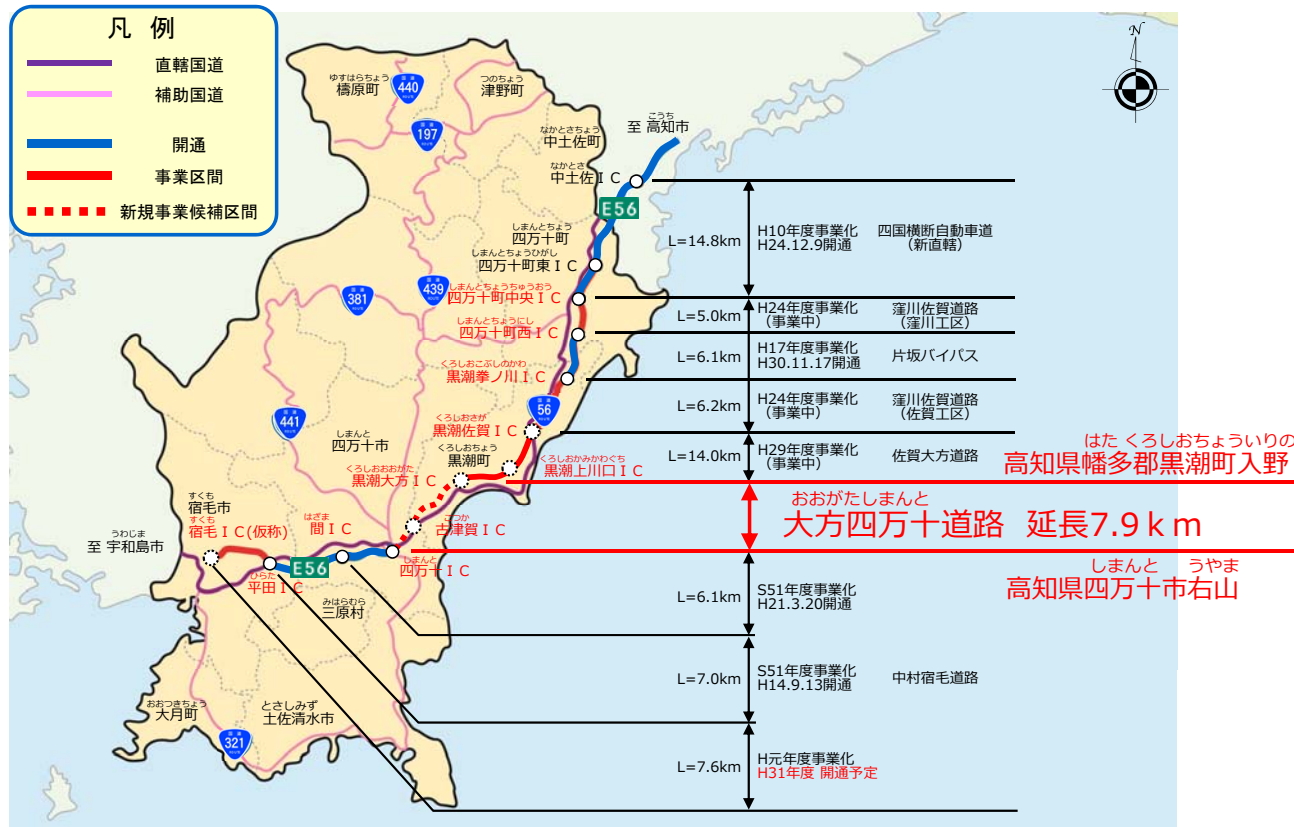 凡 例
直轄国道
補助国道
開通
事業区間
新規事業候補区間
N
ゆすはらちょう
檮原町
国道
440
ROUTE
つのちょう
津野町
国道
197
ROUTE
なかとさちょう
中土佐町
こうち
至 高知市
なかとさ
中土佐ＩＣ
E56
しまんとちょう
四万十町
しまんとちょうひがし
四万十町東ＩＣ
しまんとちょうちゅうおう
四万十町中央ＩＣ
国道
439
ROUTE
国道
381
ROUTE
しまんとちょうにし
四万十町西ＩＣ
くろしおこぶしのかわ
黒潮拳ノ川ＩＣ
国道
56
ROUTE
国道
441
ROUTE
くろしおさが
黒潮佐賀ＩＣ
しまんと
四万十市
くろしおちょう
黒潮町
くろしおかみかわぐち
黒潮上川口ＩＣ
くろしおおおがた
黒潮大方ＩＣ
こつか
古津賀ＩＣ
しまんと
四万十ＩＣ
はざま
間ＩＣ
すくも
宿毛市
すくも
宿毛ＩＣ(仮称)
うわじま
至 宇和島市
E56
ひらた
平田ＩＣ
みはらむら
三原村
おおつきちょう
大月町
とさしみず
土佐清水市
国道
321
ROUTE
L=14.8km
H10年度事業化
H24.12.9開通
四国横断自動車道
（新直轄）
L=5.0km
H24年度事業化
（事業中）
窪川佐賀道路
（窪川工区）
L=6.1km
H17年度事業化
H30.11.17開通
片坂バイパス
L=6.2km
H24年度事業化
（事業中）
窪川佐賀道路
（佐賀工区）
L=14.0km
H29年度事業化
（事業中）
佐賀大方道路
はた くろしおちょういりの
高知県幡多郡黒潮町入野
おおがたしまんと
大方四万十道路 延長7.9ｋｍ
しまんと うやま
高知県四万十市右山
L=6.1km
S51年度事業化
H21.3.20開通
L=7.0km
S51年度事業化
H14.9.13開通
中村宿毛道路
L=7.6km
H元年度事業化
H31年度 開通予定